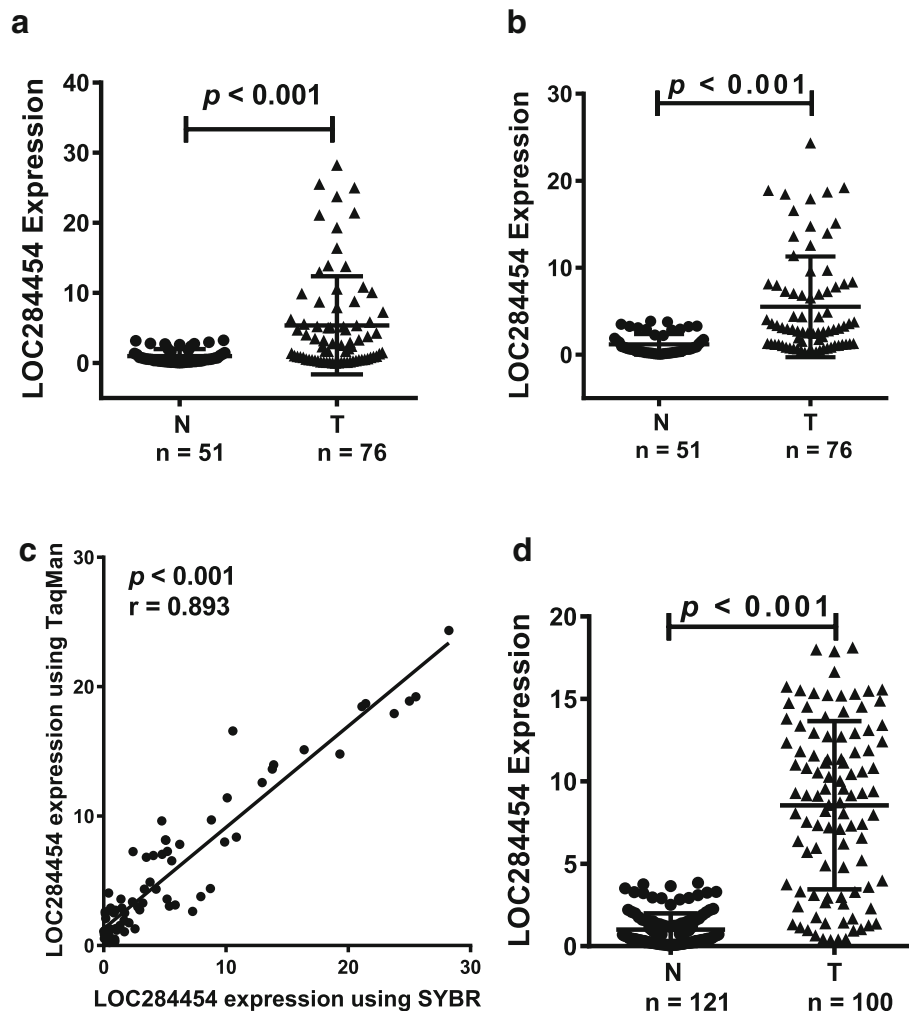 a
LOC284454 Expression
40
30
20
10
0
p < 0.001
N
T
n = 51
n = 76
b
LOC284454 Expression
30
20
10
0
p < 0.001
N
T
n = 51
n = 76
c
LOC284454 expression using TaqMan
30
20
10
0
p < 0.001
r = 0.893
0
10
20
30
LOC284454 expression using SYBR
d
LOC284454 Expression
20
15
10
5
0
p < 0.001
N
T
n = 121
n = 100